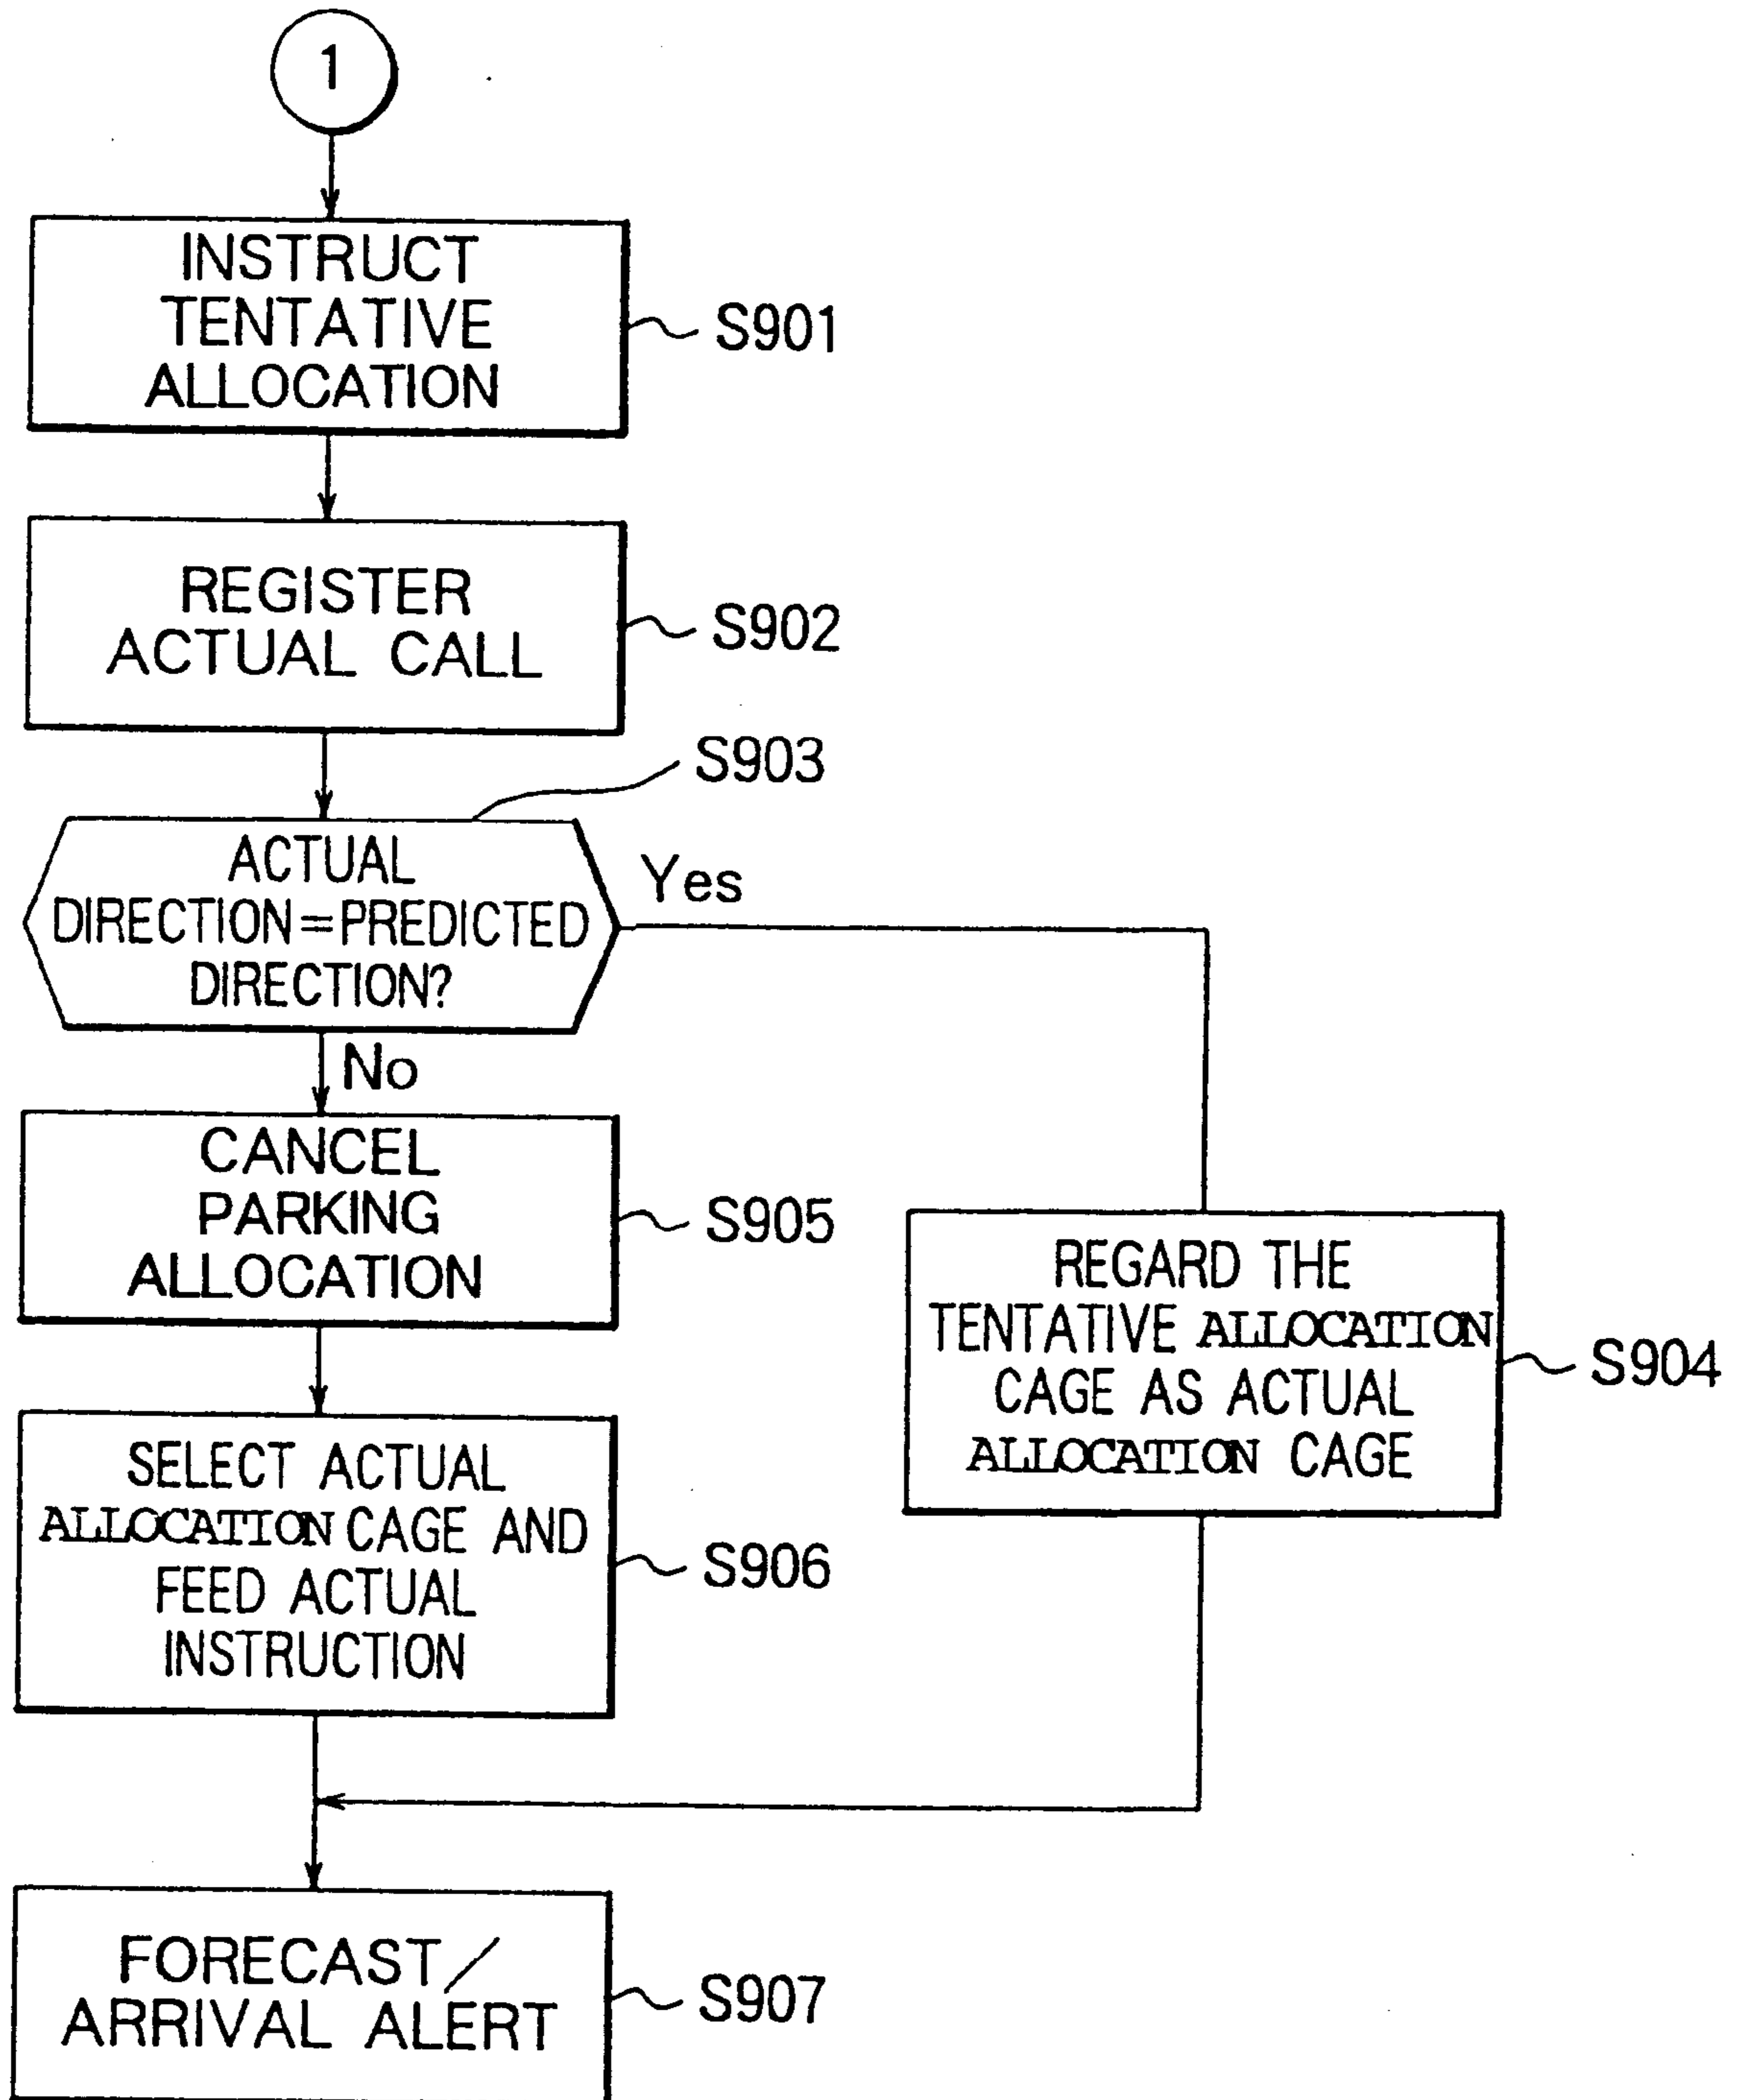 1
INSTRUCT
TENTATIVE
ALLOCATION
S901
REGISTER
ACTUAL CALL
S902
S903
ACTUAL
DIRECTION=PREDICTED
DIRECTION?
Yes
No
CANCEL
PARKING
ALLOCATION
S905
REGARD THE
TENTATIVE ALLOCATION
CAGE AS ACTUAL
ALLOCATION CAGE
S904
SELECT ACTUAL
ALLOCATION CAGE AND
FEED ACTUAL
INSTRUCTION
S906
FORECAST/
ARRIVAL ALERT
S907